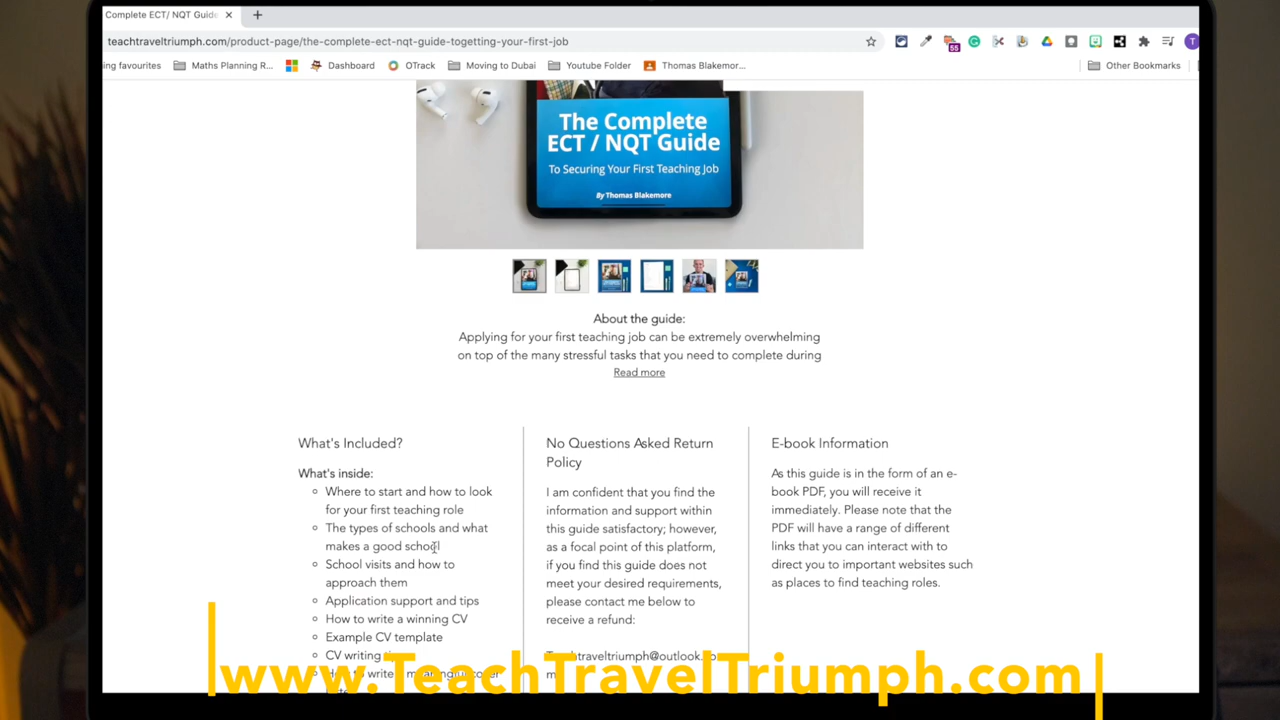 Complete ECT/ NQT Guide
teachtraveltriumph.com/product-page/the-complete-ect-nqt-guide-togetting-your-first-job
55
T
ing favourites
Maths Planning R...
Dashboard
OTrack
Moving to Dubai
Youtube Folder
Thomas Blakemor...
Other Bookmarks
The Complete
ECT / NQT Guide
To Securing Your First Teaching Job
By Thomas Blakemore
About the guide:
Applying for your first teaching job can be extremely overwhelming
on top of the many stressful tasks that you need to complete during
Read more
What's Included?
What's inside:
Where to start and how to look
for your first teaching role
The types of schools and what
makes a good school
School visits and how to
approach them
Application support and tips
How to write a winning CV
Example CV template
CV writing
No Questions Asked Return
Policy
I am confident that you find the
information and support within
this guide satisfactory; however,
as a focal point of this platform,
if you find this guide does not
meet your desired requirements,
please contact me below to
receive a refund:
E-book Information
As this guide is in the form of an e-
book PDF, you will receive it
immediately. Please note that the
PDF will have a range of different
links that you can interact with to
direct you to important websites such
as places to find teaching roles.
www.TeachTravelTriumph.com